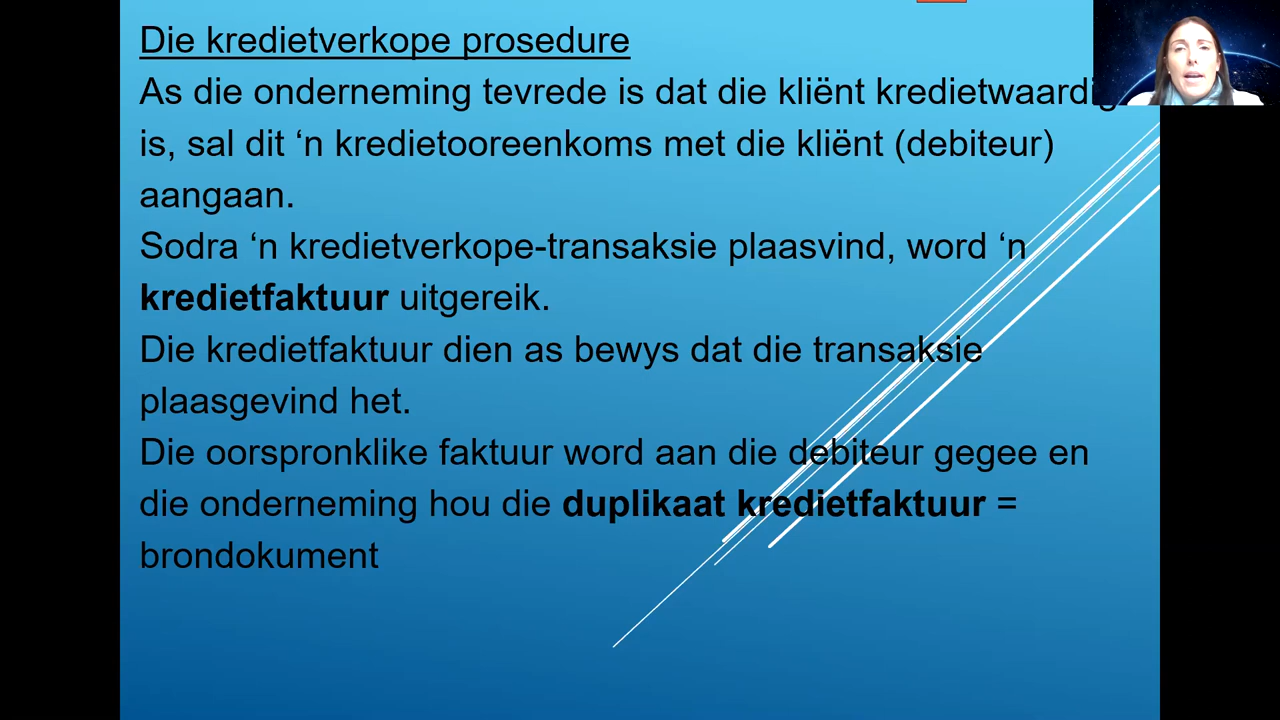 Die kredietverkope prosedure
As die onderneming tevrede is dat die kliënt kredietwaardig
is, sal dit ‘n kredietooreenkoms met die kliënt (debiteur)
aangaan.
Sodra ‘n kredietverkope-transaksie plaasvind, word ‘n
kredietfaktuur uitgereik.
Die kredietfaktuur dien as bewys dat die transaksie
plaasgevind het.
Die oorspronklike faktuur word aan die debiteur gegee en
die onderneming hou die duplikaat kredietfaktuur =
brondokument